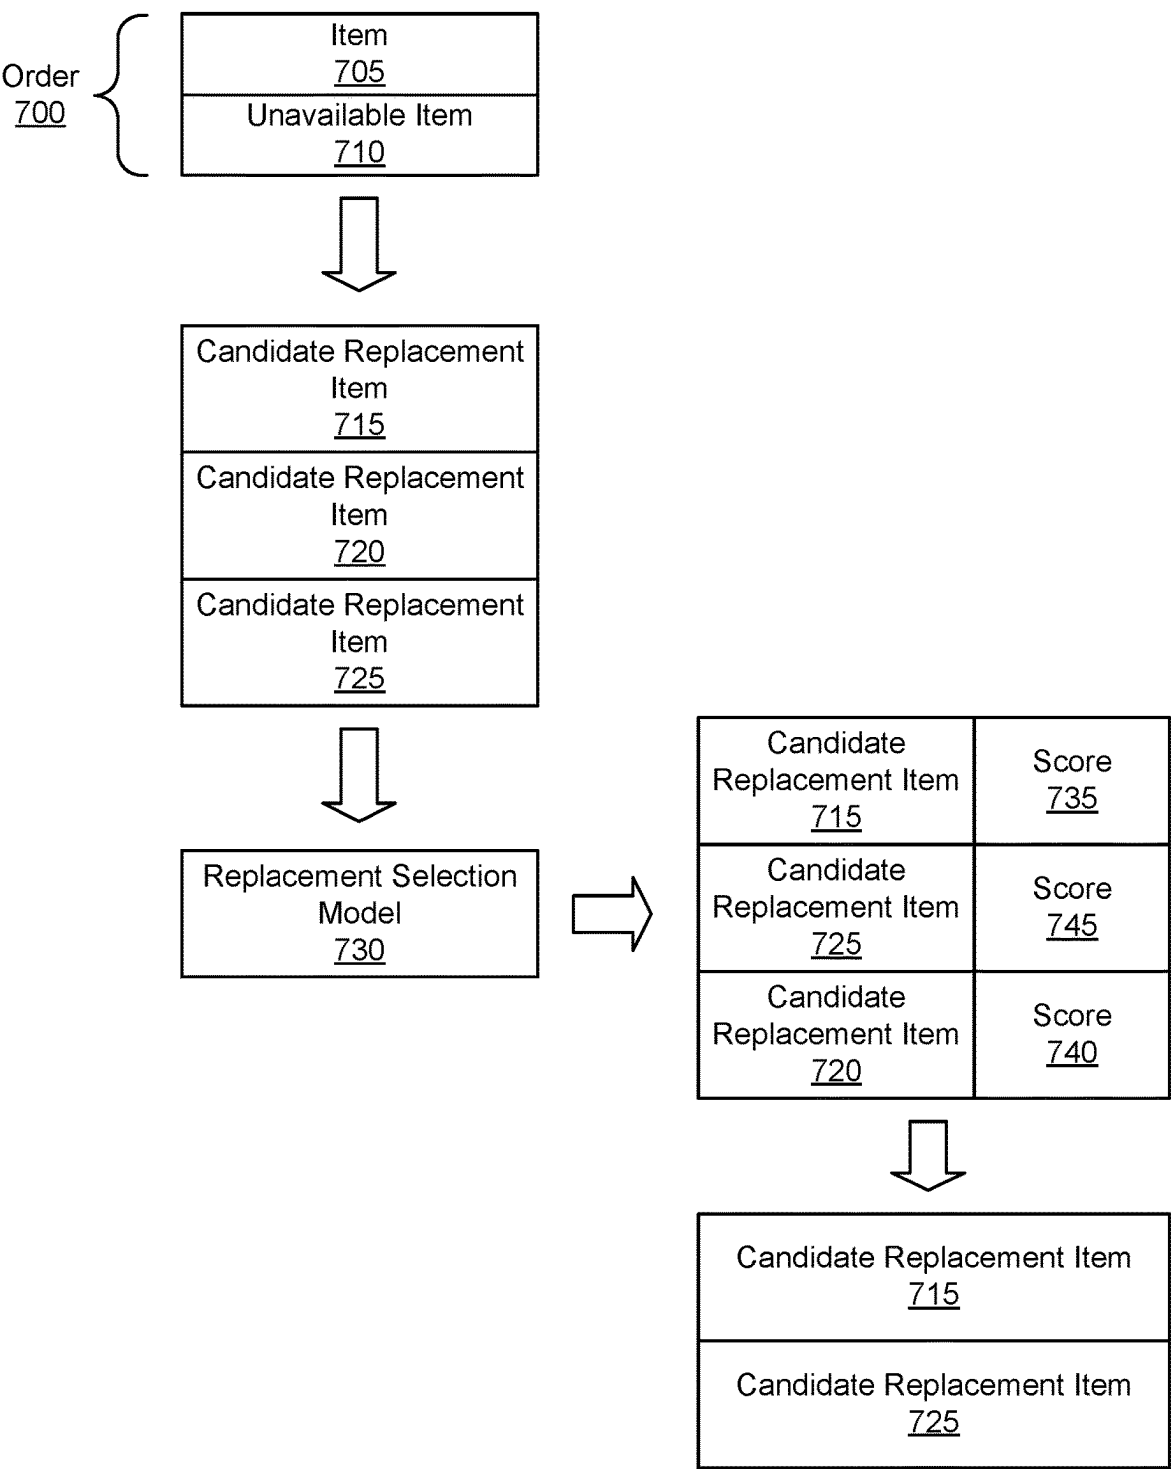 Order
700
Item
705
Unavailable Item
710
Candidate Replacement
Item
715
Candidate Replacement
Item
720
Candidate Replacement
Item
725
Replacement Selection
Model
730
Candidate
Replacement Item
715
Score
735
Candidate
Replacement Item
725
Score
745
Candidate
Replacement Item
720
Score
740
Candidate Replacement Item
715
Candidate Replacement Item
725